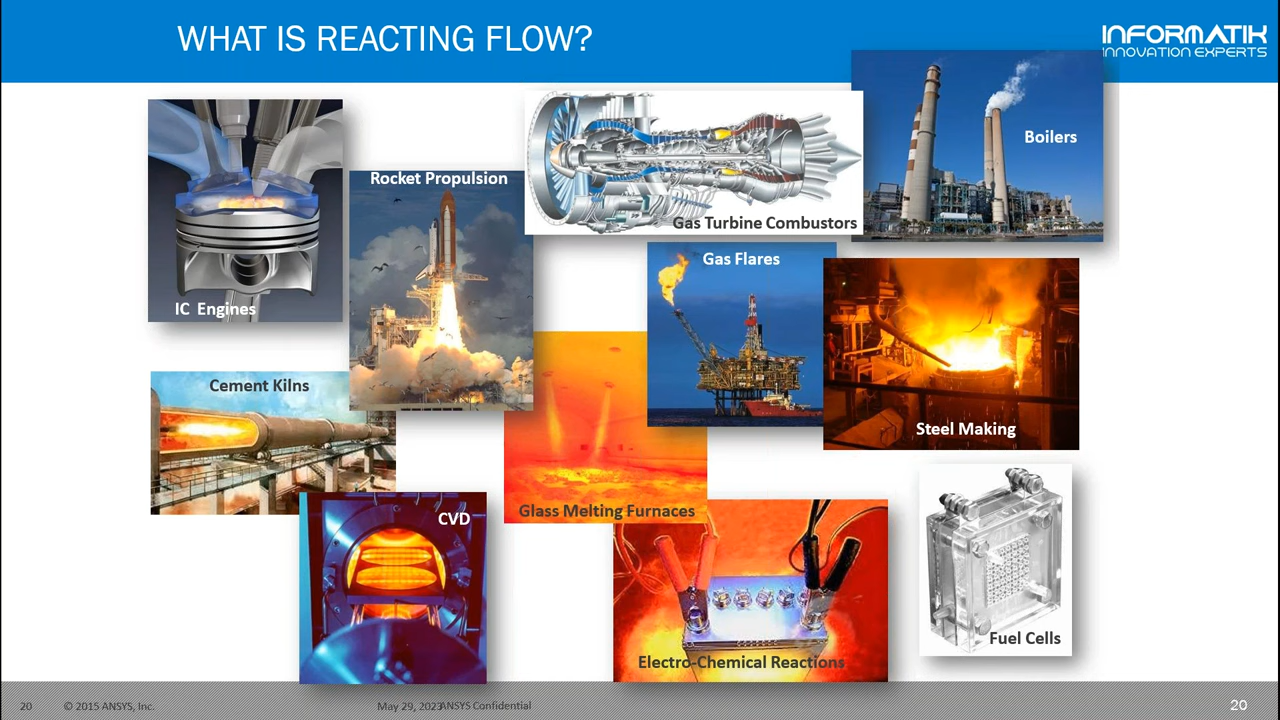 WHAT IS REACTING FLOW?
INFORMATIK
INNOVATION EXPERTS
Boilers
Rocket Propulsion
Gas Turbine Combustors
Gas Flares
IC Engines
Cement Kilns
Steel Making
Glass Melting Furnaces
CVD
Fuel Cells
Electro-Chemical Reactions
20
© 2015 ANSYS, Inc.
May 29, 2023
ANSYS Confidential
20